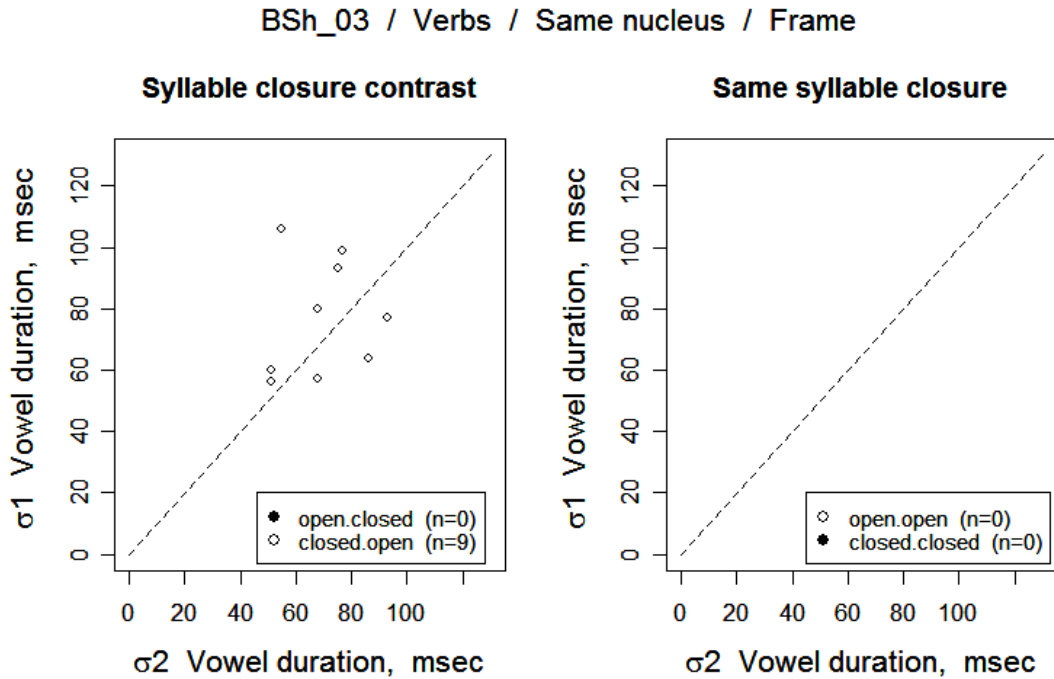 BSh_03 / Verbs / Same nucleus / Frame
Syllable closure contrast
σ1 Vowel duration, msec
120
100
80
60
40
20
0
open.closed (n=0)
closed.open (n=9)
0 20 40 60 80 100
σ2 Vowel duration, msec
Same syllable closure
σ1 Vowel duration, msec
120
100
80
60
40
20
0
open.open (n=0)
closed.closed (n=0)
0 20 40 60 80 100
σ2 Vowel duration, msec